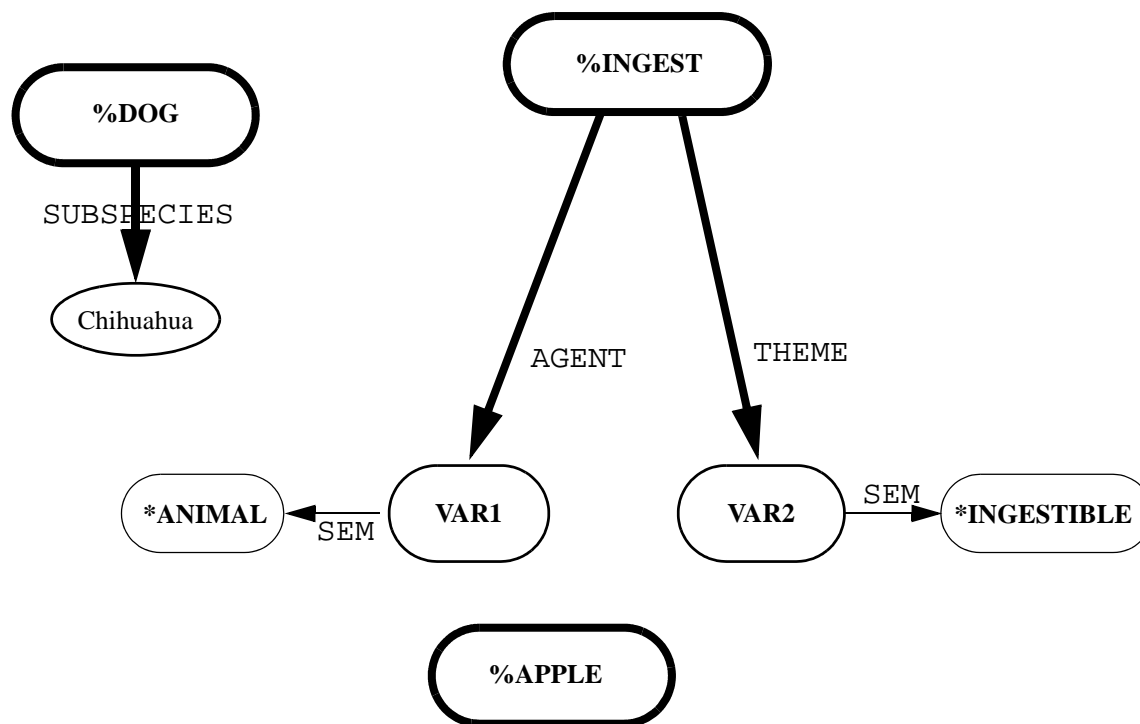 %INGEST
%DOG
SUBSPECIES
Chihuahua
AGENT
THEME
*ANIMAL
SEM
VAR1
VAR2
SEM
*INGESTIBLE
%APPLE